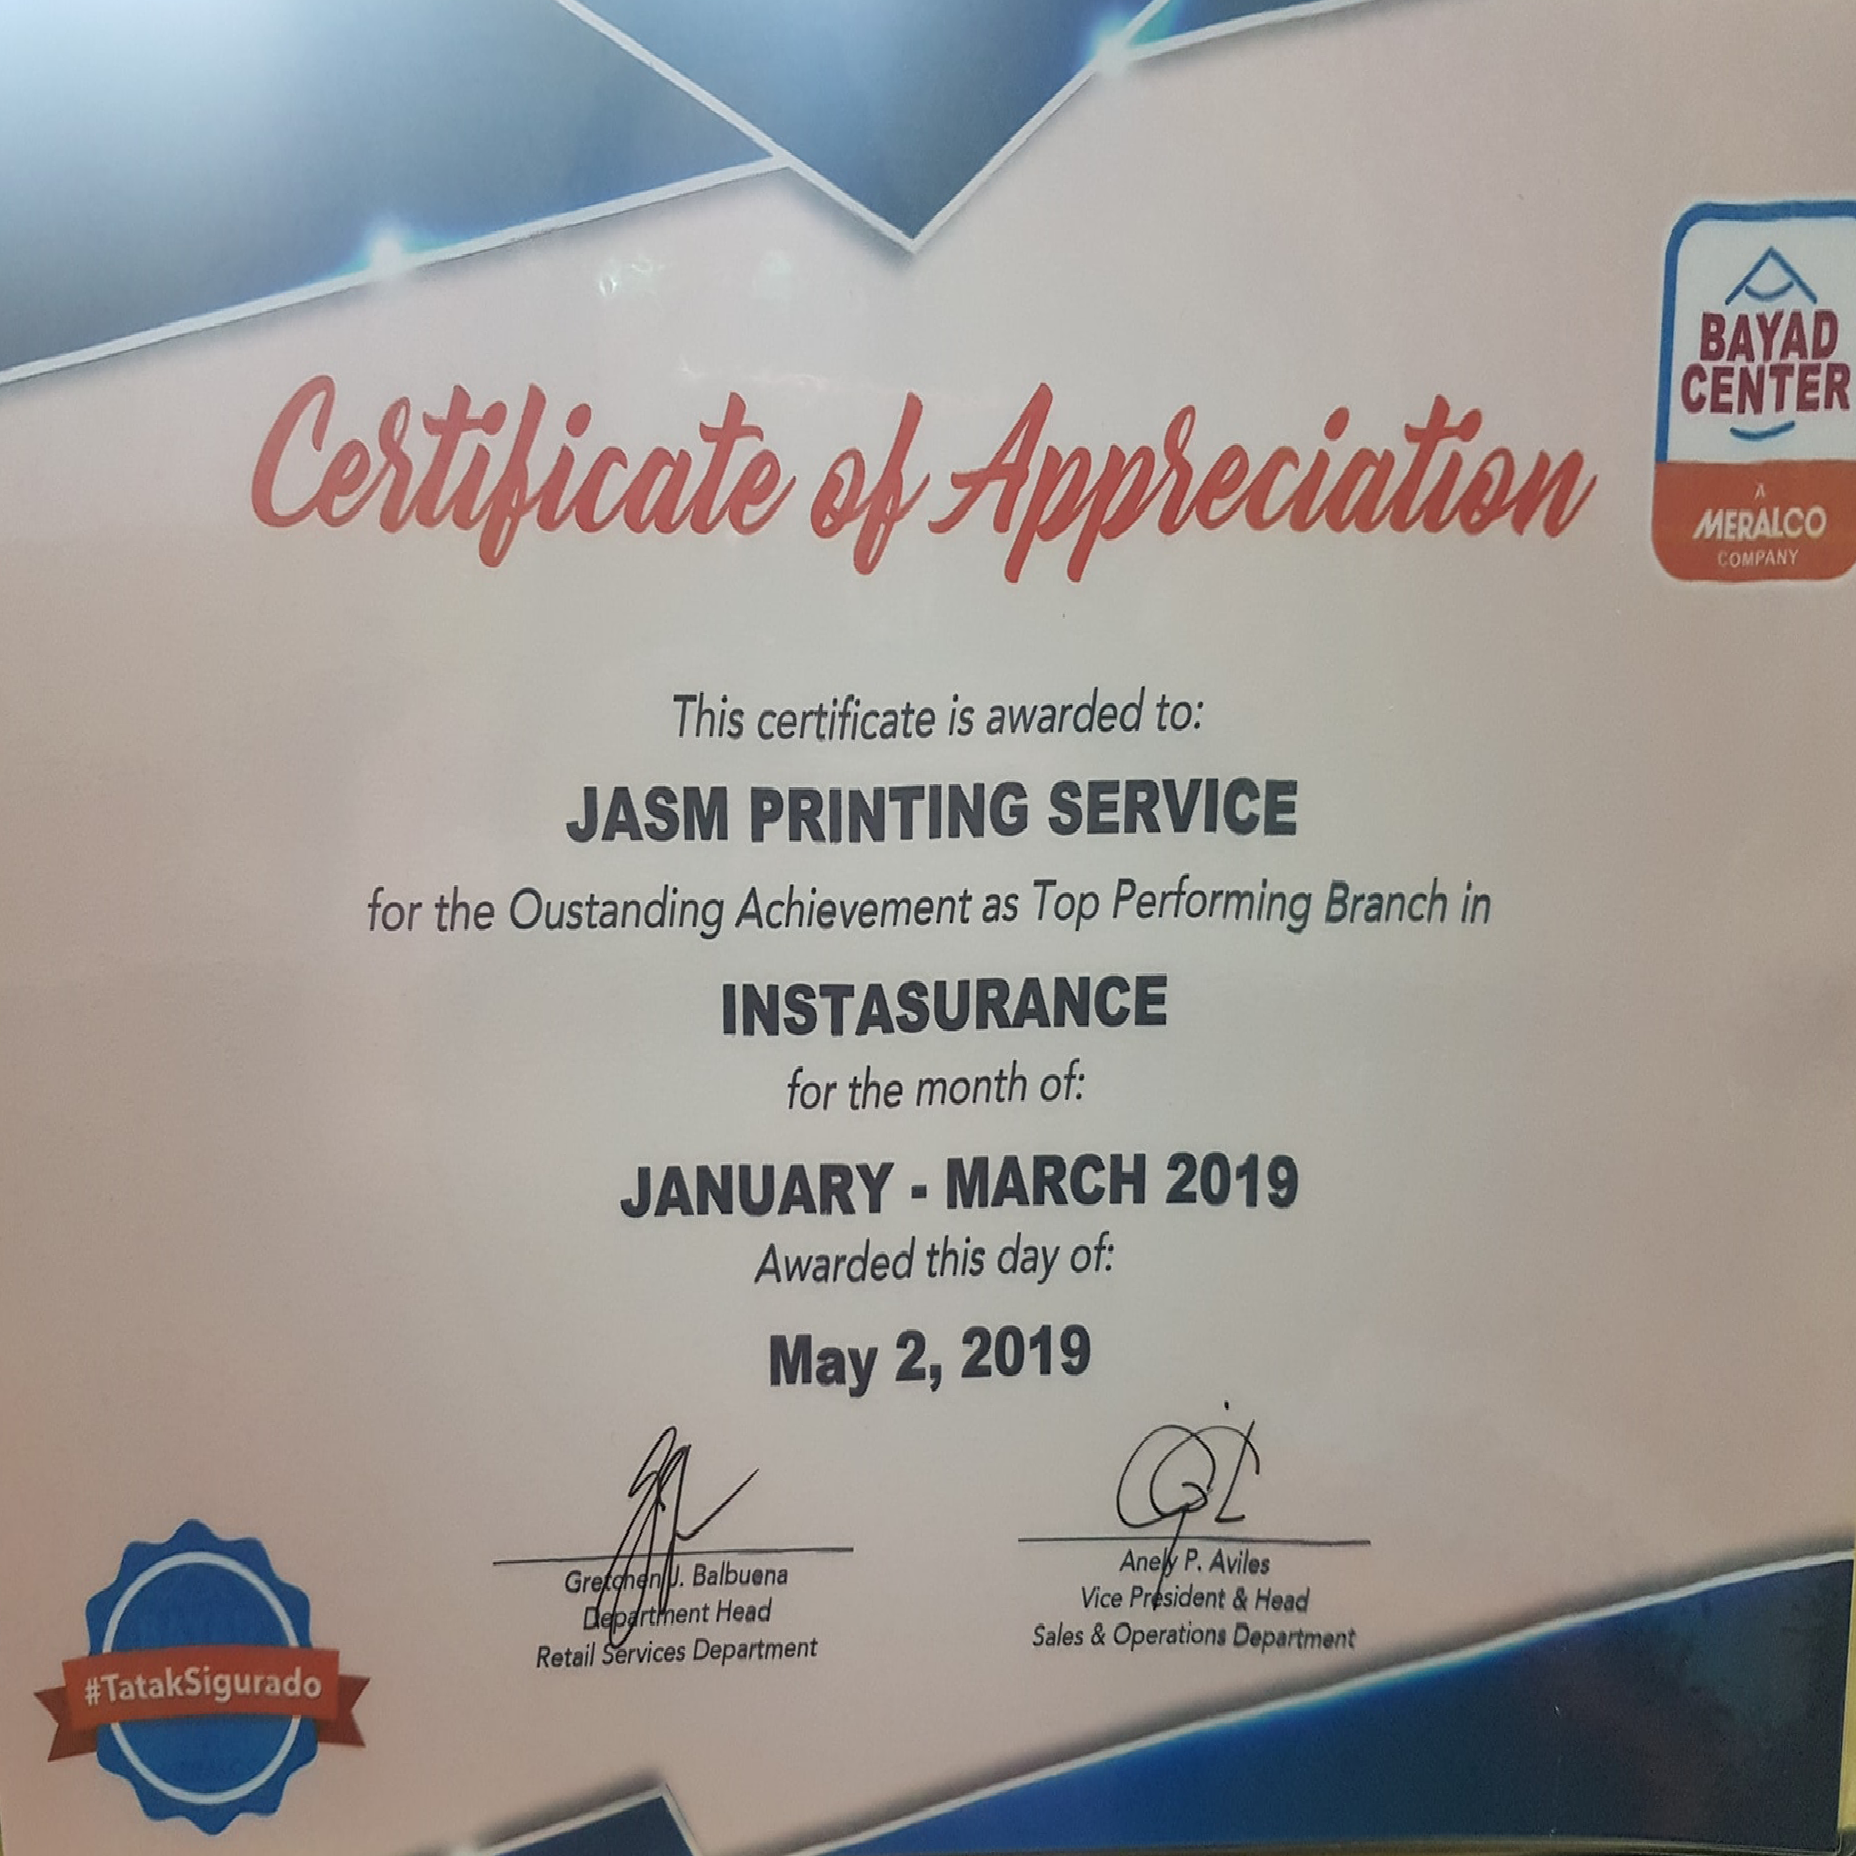 BAYAD
CENTER
A
MERALCO
COMPANY
Certificate of Appreciation
This certificate is awarded to:
JASM PRINTING SERVICE
for the Oustanding Achievement as Top Performing Branch in
INSTASURANCE
for the month of:
JANUARY - MARCH 2019
Awarded this day of:
May 2, 2019
Gretchen J. Balbuena
Department Head
Retail Services Department
Anely P. Aviles
Vice President & Head
Sales & Operations Department
#TatakSigurado